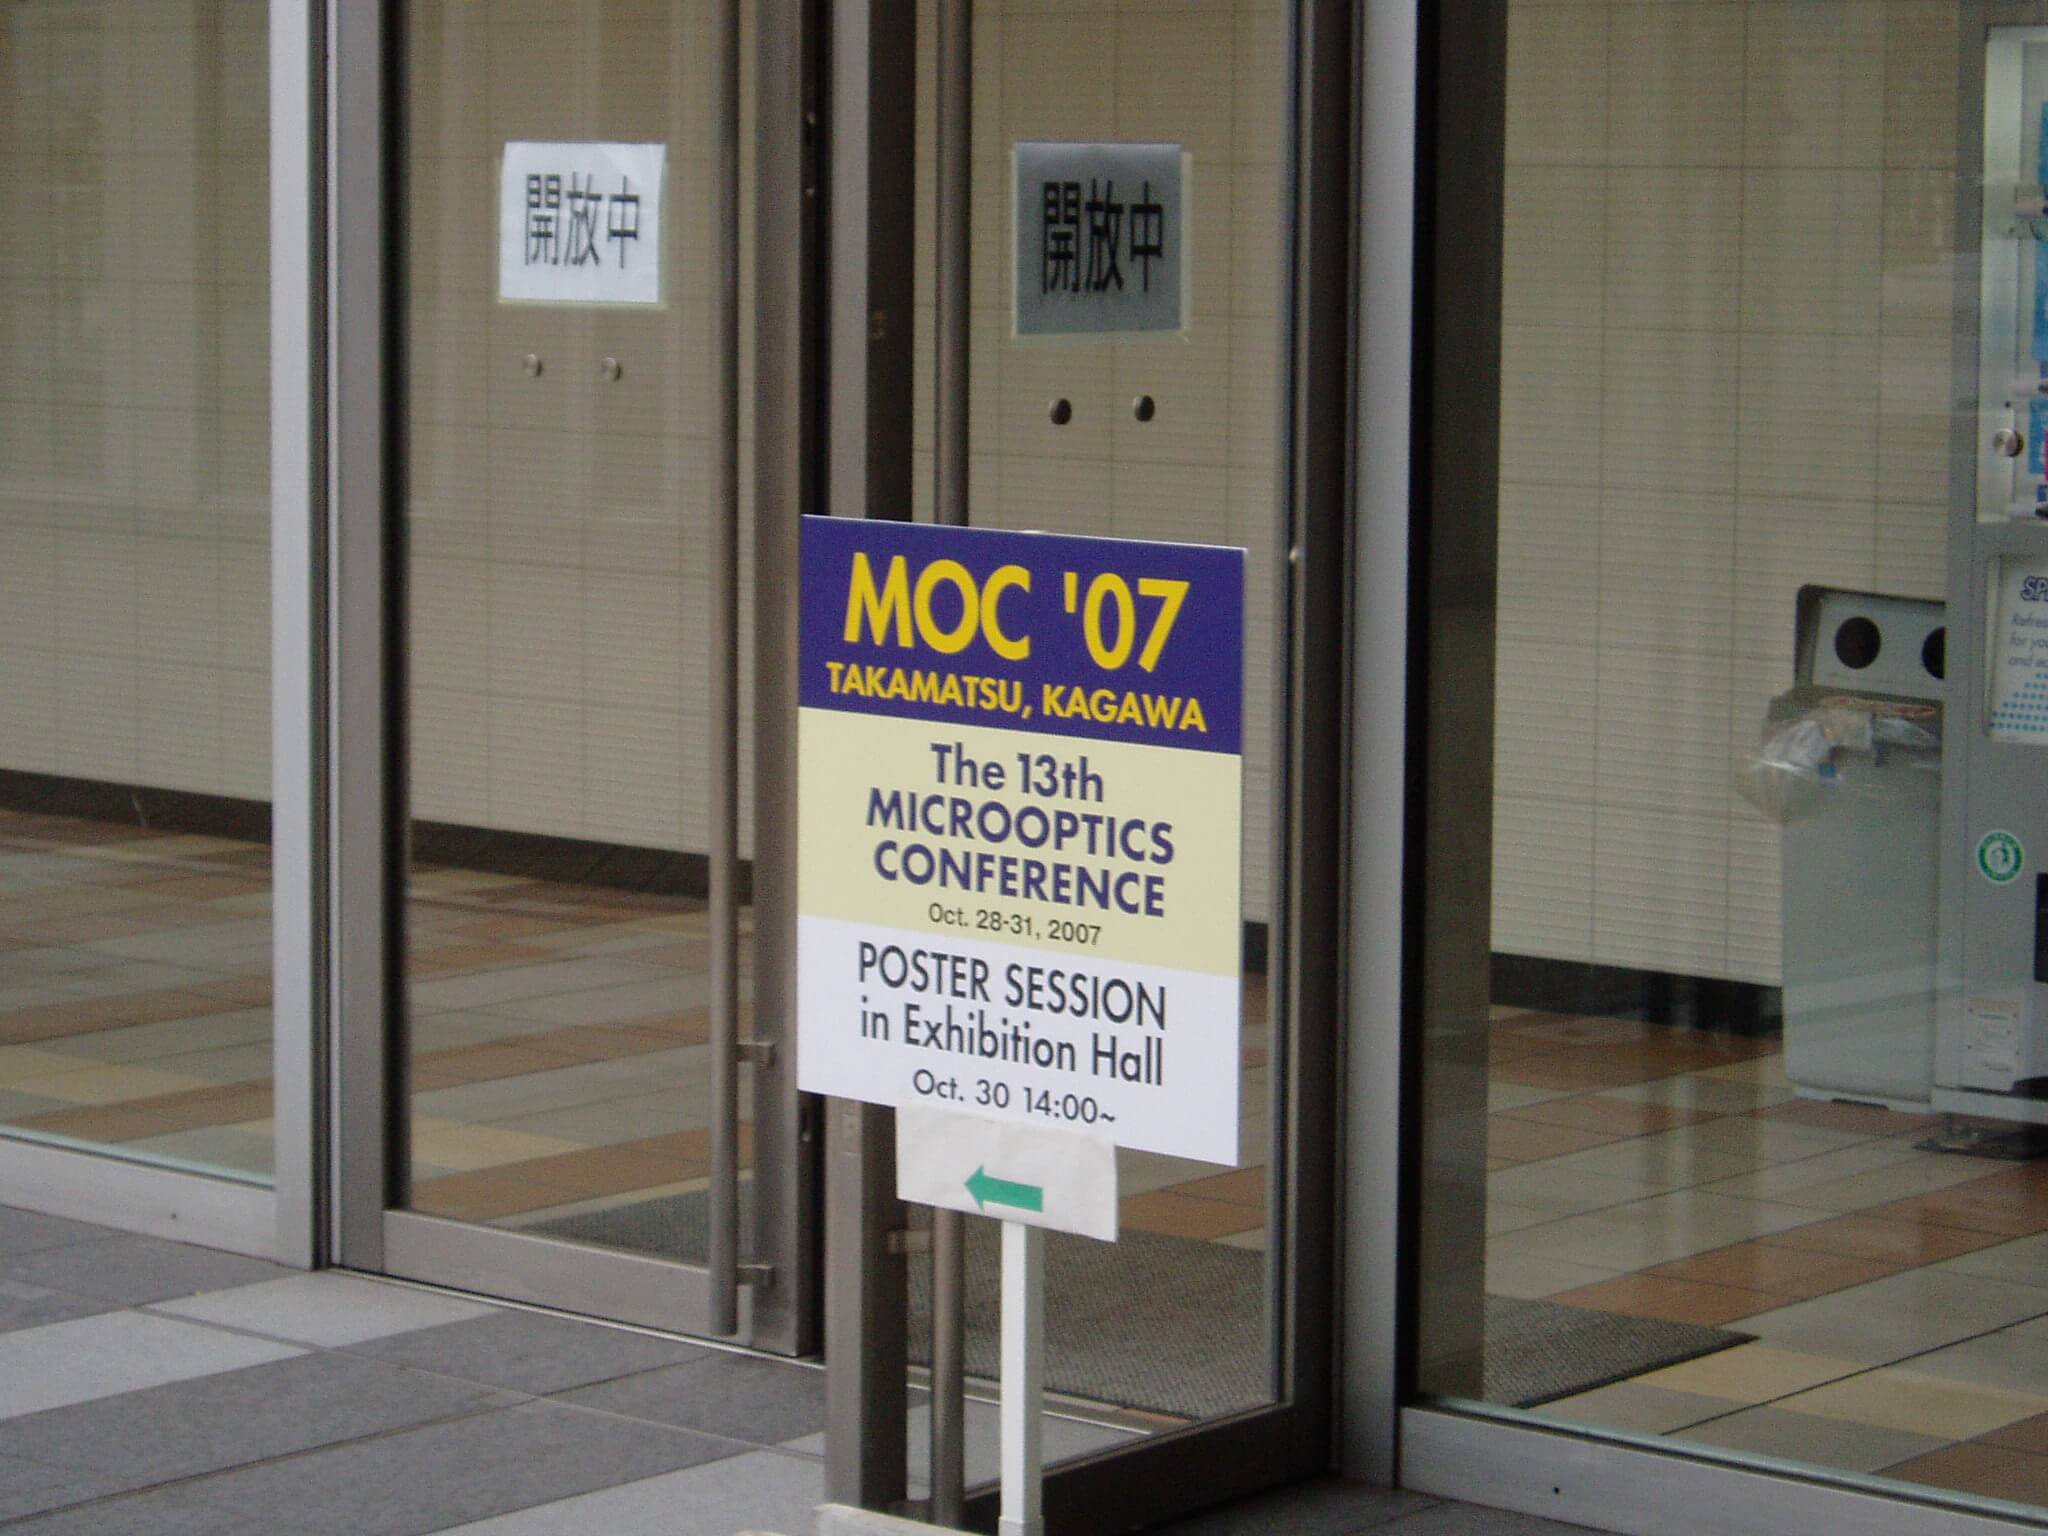 開放中
開放中
MOC '07
TAKAMATSU, KAGAWA
The 13th
MICROOPTICS
CONFERENCE
Oct. 28-31, 2007
POSTER SESSION
in Exhibition Hall
Oct. 30 14:00~